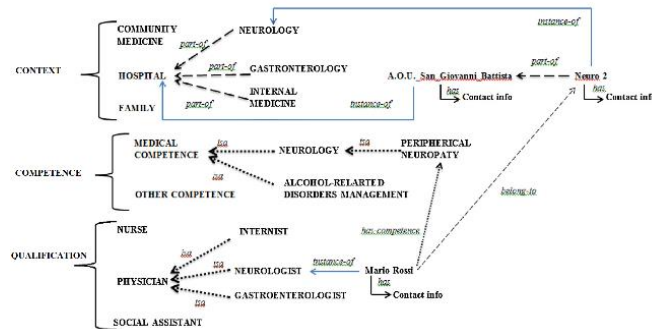 COMMUNITY
MEDICINE
part-of
NEUROLOGY
instance-of
CONTEXT
HOSPITAL
part-of
GASTRONTEROLOGY
A.O.U._San_Giovanni_Battista
part-of
Neuro 2
has
Contact info
has
Contact info
part-of
INTERNAL
MEDICINE
FAMILY
instance-of
MEDICAL
COMPETENCE
isa
NEUROLOGY
isa
PERIPHERICAL
NEUROPATY
COMPETENCE
isa
ALCOHOL-RELARTED
DISORDERS MANAGEMENT
OTHER COMPETENCE
belong-to
QUALIFICATION
NURSE
INTERNIST
has competence
isa
PHYSICIAN
isa
NEUROLOGIST
instance-of
Mario Rossi
has
Contact info
isa
GASTROENTEROLOGIST
SOCIAL ASSISTANT